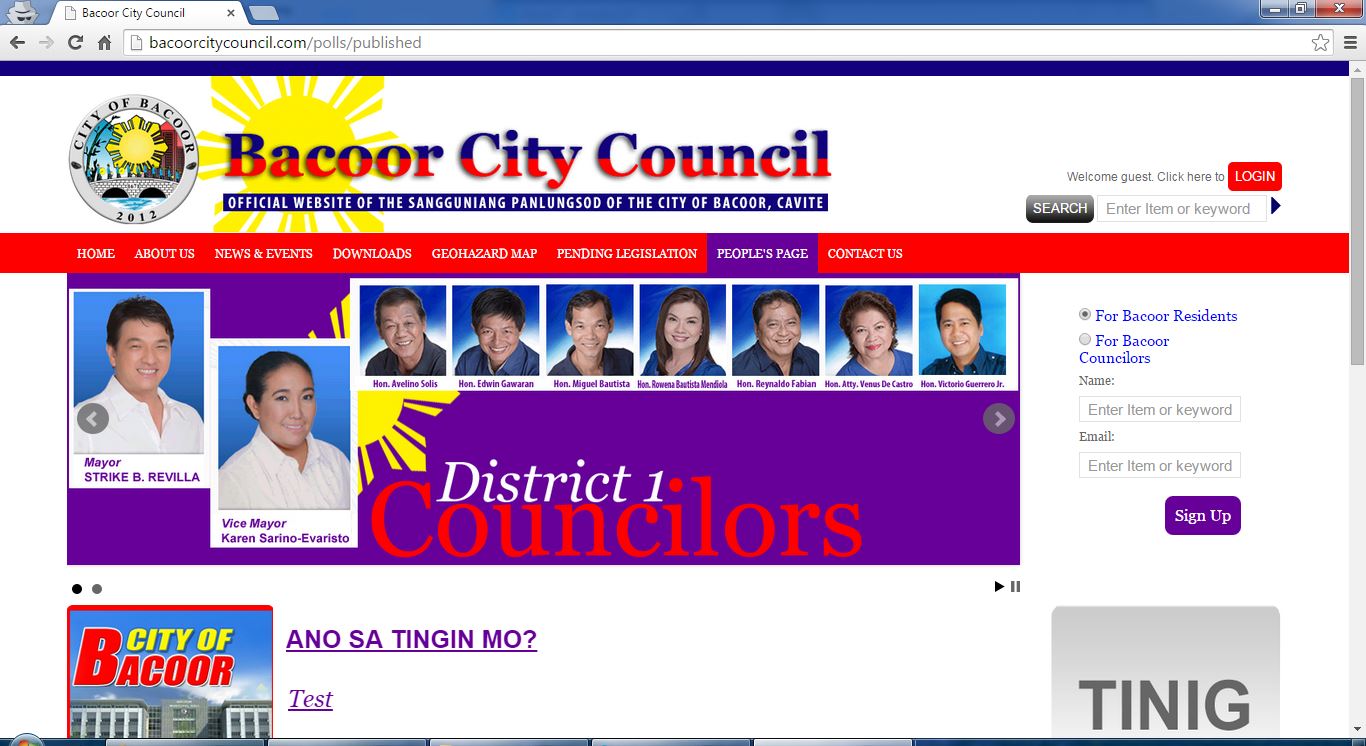 Bacoor City Council
bacoorcitycouncil.com/polls/published
CITY OF BACOOR
2012
Bacoor City Council
OFFICIAL WEBSITE OF THE SANGGUNIANG PANLUNGSOD OF THE CITY OF BACOOR, CAVITE
Welcome guest. Click here to LOGIN
SEARCH Enter Item or keyword
HOME ABOUT US NEWS & EVENTS DOWNLOADS GEOHAZARD MAP PENDING LEGISLATION PEOPLE'S PAGE CONTACT US
Hon. Avelino Solis Hon. Edwin Gawaran Hon. Miguel Bautista Hon. Rowena Bautista Mendiola Hon. Reynaldo Fabian Hon. Atty. Venus De Castro Hon. Victorio Guerrero Jr.
Mayor
STRIKE B. REVILLA
Vice Mayor
Karen Sarino-Evaristo
District 1
Councilors
For Bacoor Residents
For Bacoor
Councilors
Name:
Enter Item or keyword
Email:
Enter Item or keyword
Sign Up
CITY OF
BACOOR
ANO SA TINGIN MO?
Test
TINIG